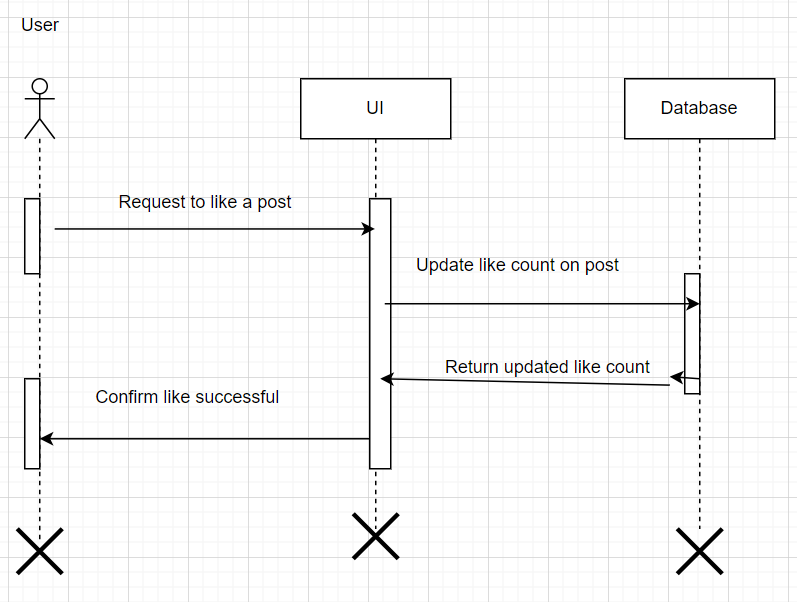 User
UI
Database
Request to like a post
Update like count on post
Return updated like count
Confirm like successful